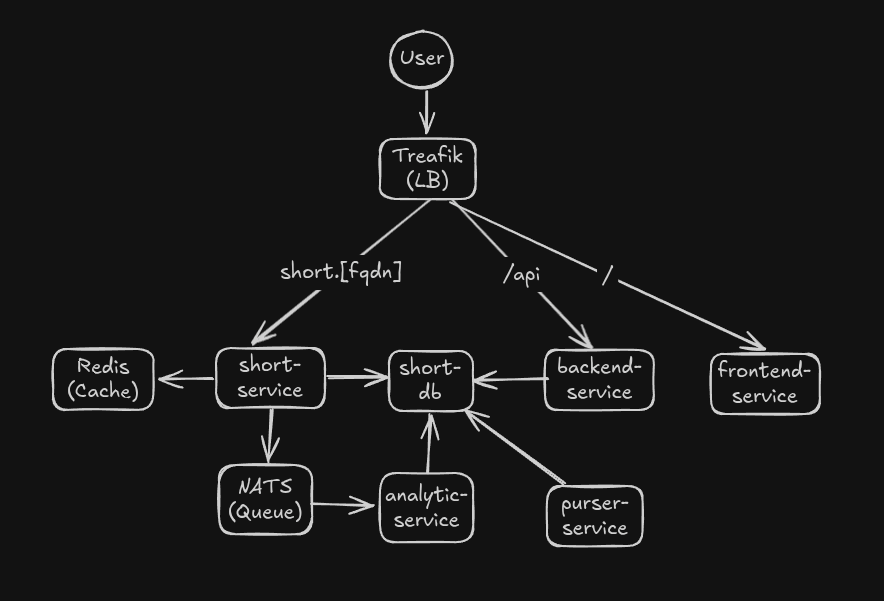 User
Treafik
(LB)
short.[fqdn]
/api
/
Redis
(Cache)
short-
service
short-
db
backend-
service
frontend-
service
NATS
(Queue)
analytic-
service
purser-
service